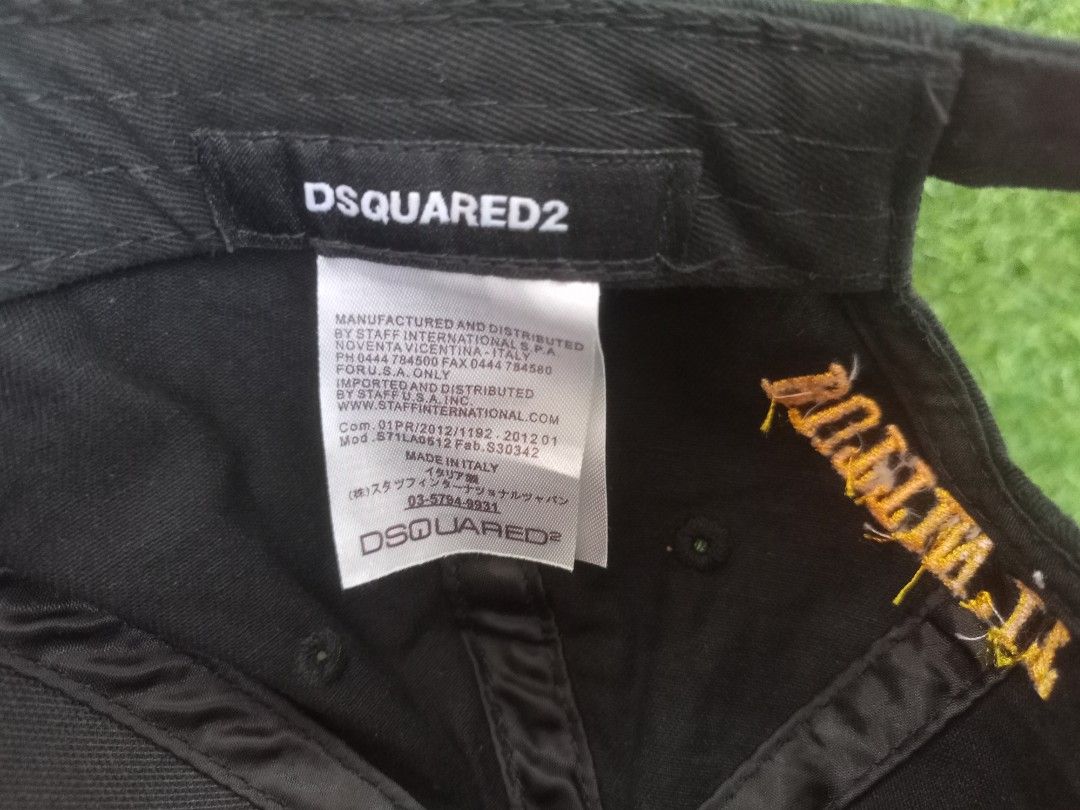 DSQUARED2
MANUFACTURED AND DISTRIBUTED
BY STAFF INTERNATIONAL S.P.A
NOVENTA VICENTINA - ITALY
PH 0444 784500 FAX 0444 784580
FOR U.S.A. ONLY
IMPORTED AND DISTRIBUTED
BY STAFF U.S.A. INC.
WWW.STAFFINTERNATIONAL.COM
Com. 01PR/2012/1192 - 2012 01
Mod. S71LA0512 Fab. S30342
MADE IN ITALY
イタリア製
(株)スタッフインターナショナルジャパン
03-5794-9931
DSQUARED2